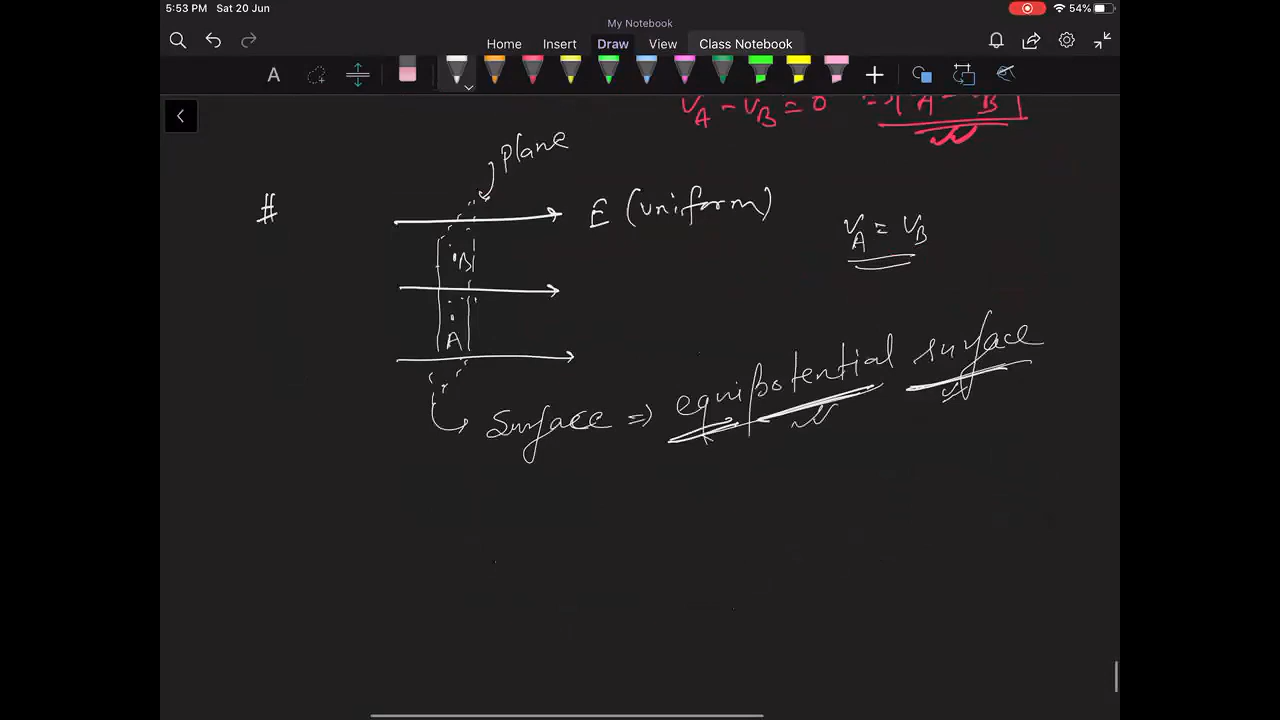 5:53 PM Sat 20 Jun
54%
My Notebook
Home Insert Draw View Class Notebook
A
V_A - V_B = 0 =>
plane
# E (uniform)
V_A = V_B
B
A
Surface => equipotential surface